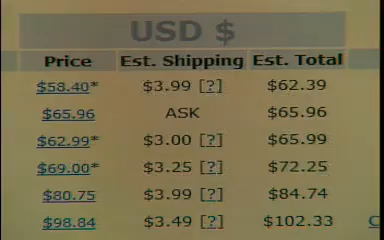 USD $
Price Est. Shipping Est. Total
$58.40* $3.99 [?] $62.39
$65.96 ASK $65.96
$62.99* $3.00 [?] $65.99
$69.00* $3.25 [?] $72.25
$80.75 $3.99 [?] $84.74
$98.84 $3.49 [?] $102.33 C